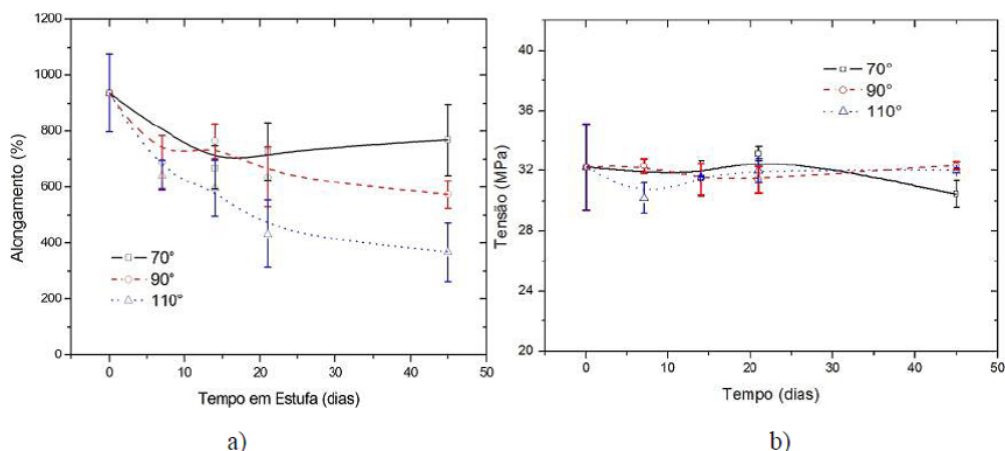 1200
1000
800
600
400
200
0
Alongamento (%)
70°
90°
110°
0 10 20 30 40 50
Tempo em Estufa (dias)
a)
40
36
32
28
24
20
Tensão (MPa)
70°
90°
110°
0 10 20 30 40 50
Tempo (dias)
b)